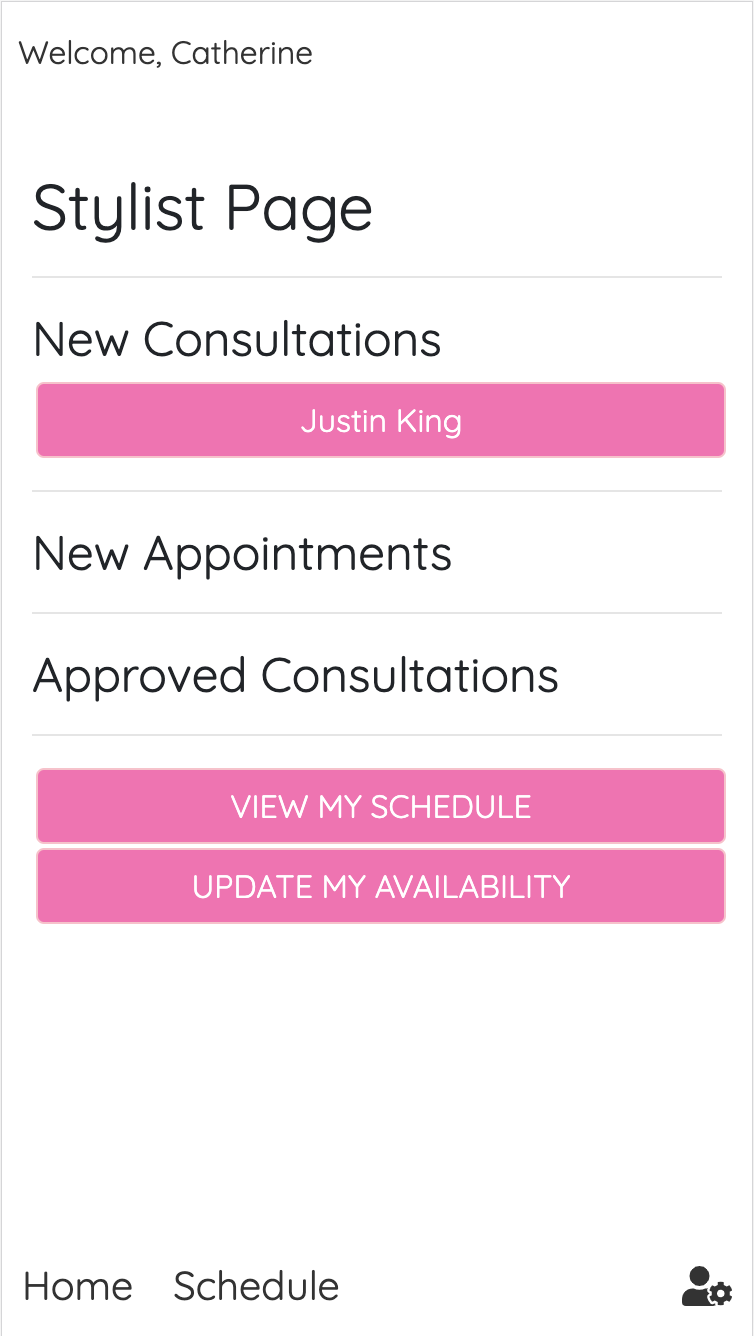 Welcome, Catherine
Stylist Page
New Consultations
Justin King
New Appointments
Approved Consultations
VIEW MY SCHEDULE
UPDATE MY AVAILABILITY
Home Schedule